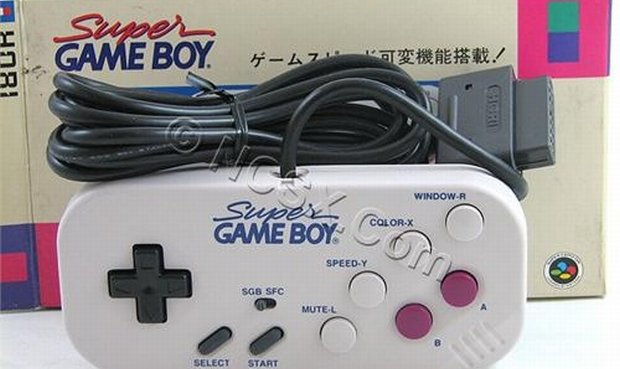 HORI
Super
GAME BOY
ゲームスピード可変機能搭載!
HORI
© NCSX.Com
Super
GAME BOY
WINDOW-R
COLOR-X
SPEED-Y
SGB SFC
MUTE-L
A
B
SELECT
START